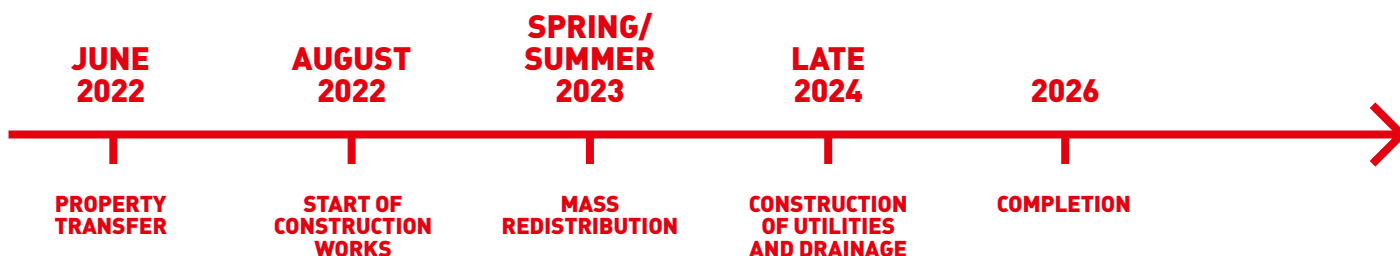 JUNE
2022
AUGUST
2022
SPRING/
SUMMER
2023
LATE
2024
2026
PROPERTY
TRANSFER
START OF
CONSTRUCTION
WORKS
MASS
REDISTRIBUTION
CONSTRUCTION
OF UTILITIES
AND DRAINAGE
COMPLETION